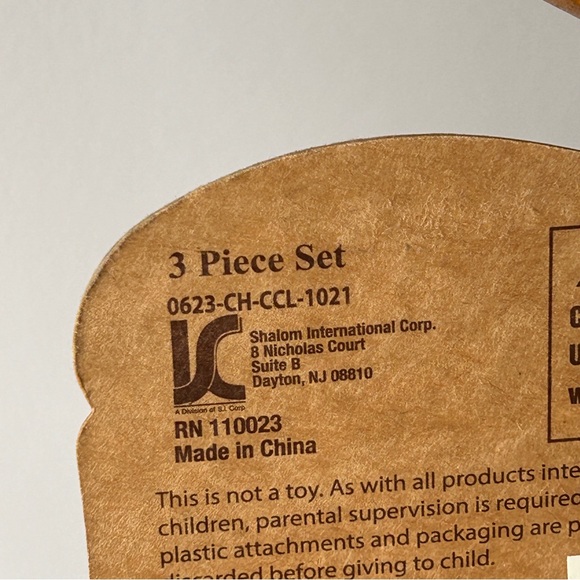 3 Piece Set
0623-CH-CCL-1021
Shalom International Corp.
8 Nicholas Court
Suite B
Dayton, NJ 08810
A Division of S.I. Corp.
RN 110023
Made in China
This is not a toy. As with all products inte
children, parental supervision is required
plastic attachments and packaging are p
discarded before giving to child.
C
U
w